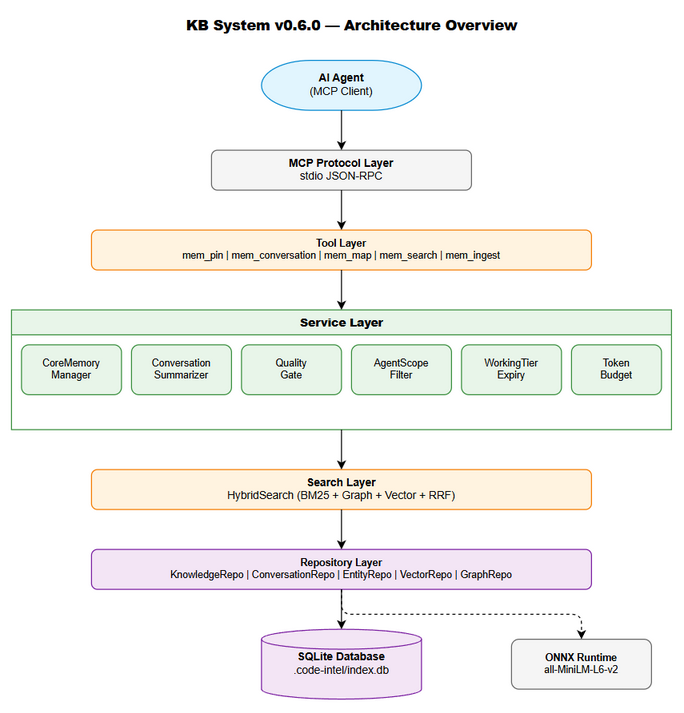 KB System v0.6.0 — Architecture Overview
AI Agent
(MCP Client)
MCP Protocol Layer
stdio JSON-RPC
Tool Layer
mem_pin | mem_conversation | mem_map | mem_search | mem_ingest
Service Layer
CoreMemory
Manager
Conversation
Summarizer
Quality
Gate
AgentScope
Filter
WorkingTier
Expiry
Token
Budget
Search Layer
HybridSearch (BM25 + Graph + Vector + RRF)
Repository Layer
KnowledgeRepo | ConversationRepo | EntityRepo | VectorRepo | GraphRepo
SQLite Database
.code-intel/index.db
ONNX Runtime
all-MiniLM-L6-v2